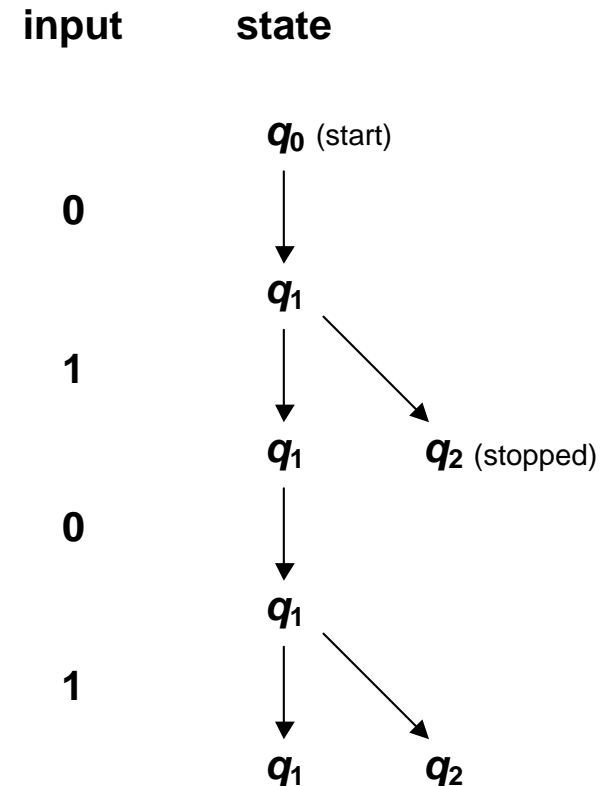 input state
q0 (start)
0
q1
1
q1 q2 (stopped)
0
q1
1
q1 q2